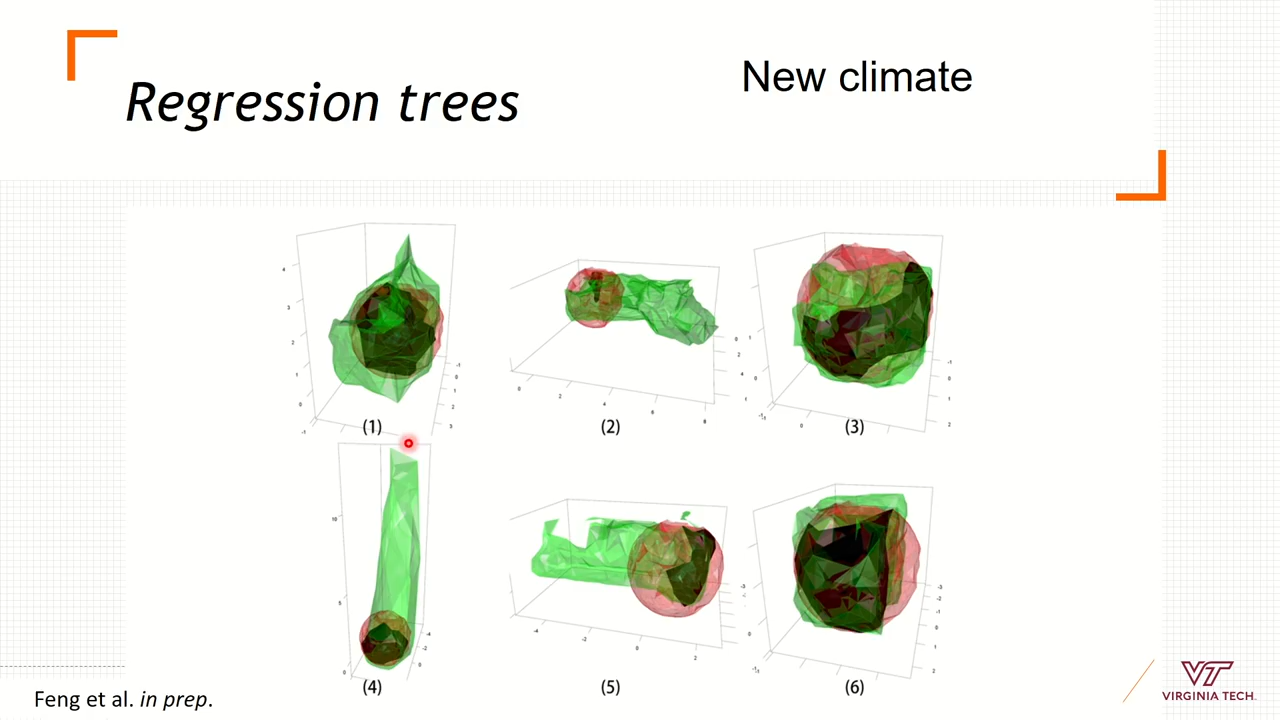 New climate
Regression trees
(1)
(2)
(3)
(4)
(5)
(6)
Feng et al. in prep.
VT
VIRGINIA TECH